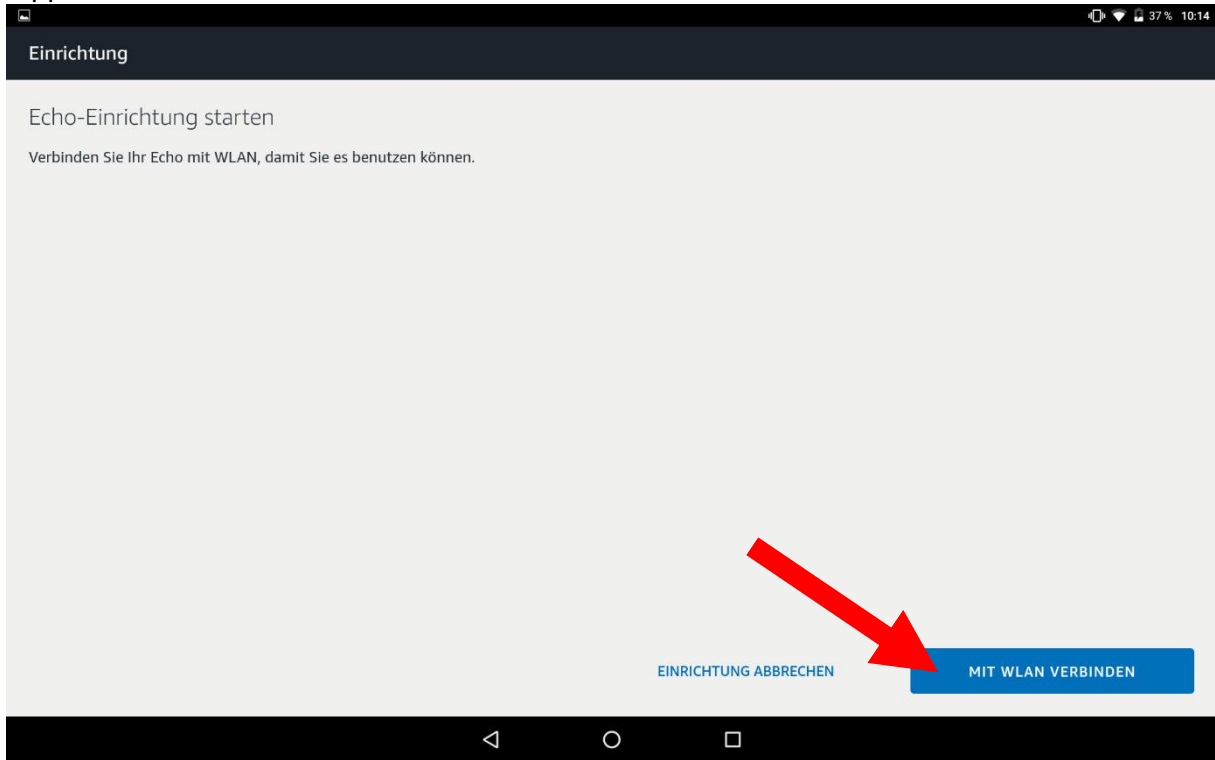 37 % 10:14
Einrichtung
Echo-Einrichtung starten
Verbinden Sie Ihr Echo mit WLAN, damit Sie es benutzen können.
EINRICHTUNG ABBRECHEN
MIT WLAN VERBINDEN